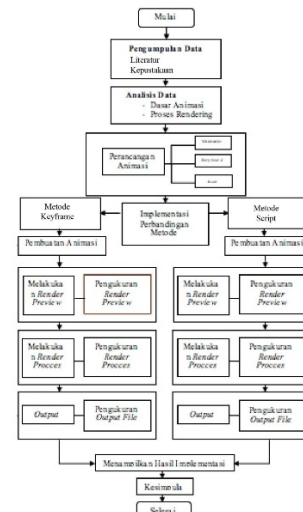 Mulai
Pengumpulan Data
Literatur
Kepustakaan
Analisis Data
- Dasar Animasi
- Proses Rendering
Perancangan
Animasi
Metode
Keyframe
Implementasi
Perbandingan
Metode
Metode
Script
Pembuatan Animasi
Pembuatan Animasi
Melakuka
n Render
Preview
Pengukuran
Render
Preview
Melakuka
n Render
Preview
Pengukuran
Render
Preview
Melakuka
n Render
Procces
Pengukuran
Render
Procces
Melakuka
n Render
Procces
Pengukuran
Render
Procces
Output
Pengukuran
Output File
Output
Pengukuran
Output File
Menampilkan Hasil Implementasi
Kesimpula
Selesai